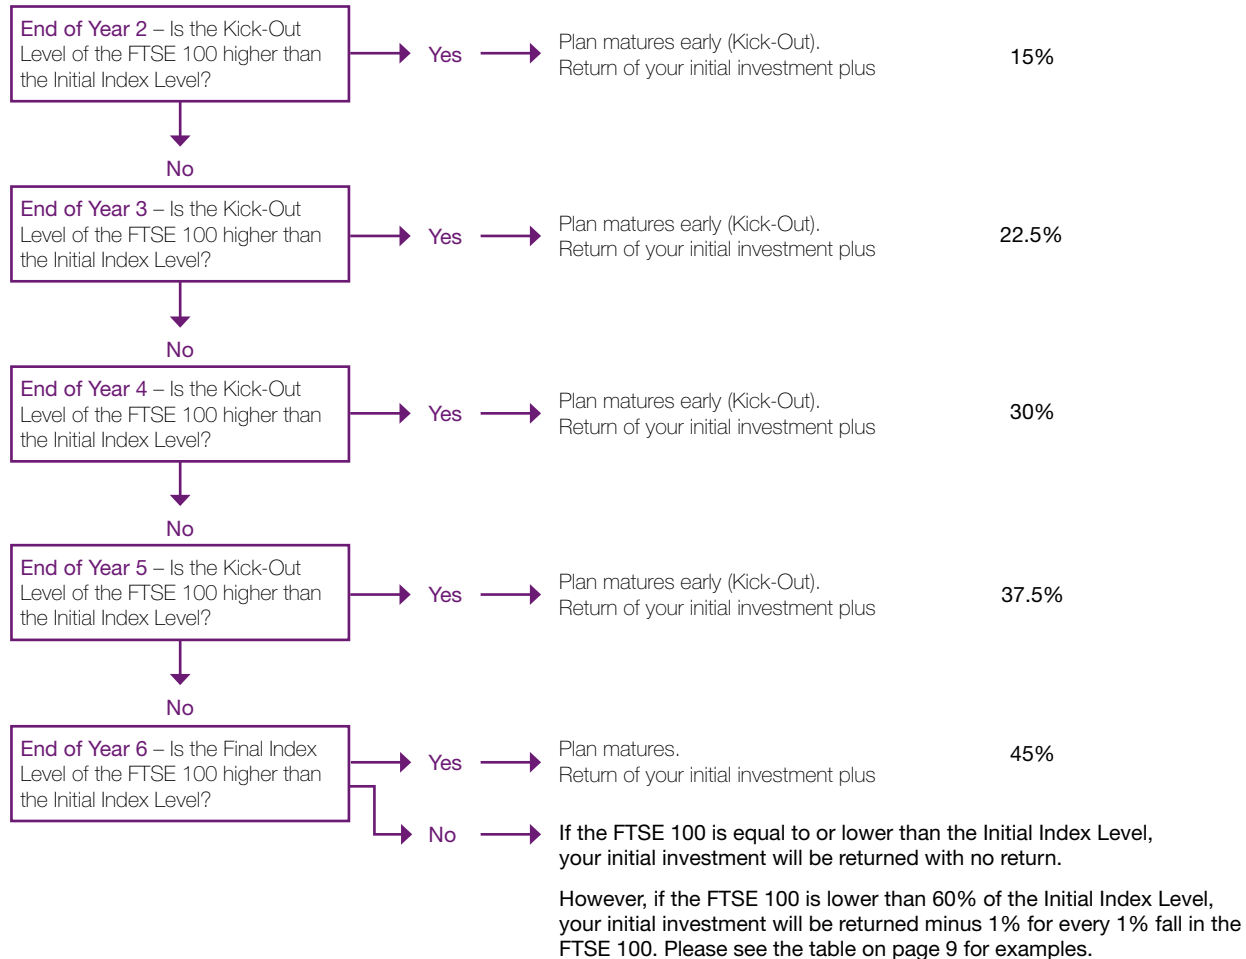 End of Year 2 – Is the Kick-Out
Level of the FTSE 100 higher than
the Initial Index Level?
Yes
Plan matures early (Kick-Out).
Return of your initial investment plus
15%
No
End of Year 3 – Is the Kick-Out
Level of the FTSE 100 higher than
the Initial Index Level?
Yes
Plan matures early (Kick-Out).
Return of your initial investment plus
22.5%
No
End of Year 4 – Is the Kick-Out
Level of the FTSE 100 higher than
the Initial Index Level?
Yes
Plan matures early (Kick-Out).
Return of your initial investment plus
30%
No
End of Year 5 – Is the Kick-Out
Level of the FTSE 100 higher than
the Initial Index Level?
Yes
Plan matures early (Kick-Out).
Return of your initial investment plus
37.5%
No
End of Year 6 – Is the Final Index
Level of the FTSE 100 higher than
the Initial Index Level?
Yes
Plan matures.
Return of your initial investment plus
45%
No
If the FTSE 100 is equal to or lower than the Initial Index Level,
your initial investment will be returned with no return.
However, if the FTSE 100 is lower than 60% of the Initial Index Level,
your initial investment will be returned minus 1% for every 1% fall in the
FTSE 100. Please see the table on page 9 for examples.